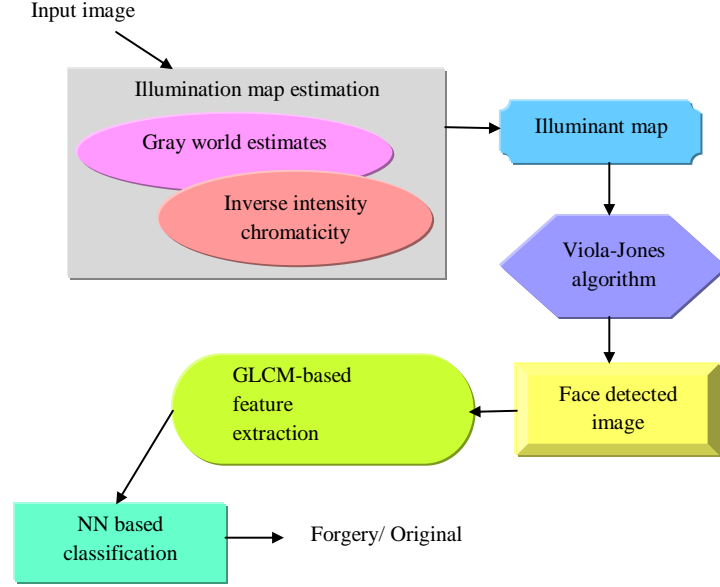 Input image
Illumination map estimation
Gray world estimates
Inverse intensity
chromaticity
Illuminant map
Viola-Jones
algorithm
Face detected
image
GLCM-based
feature
extraction
NN based
classification
Forgery/ Original